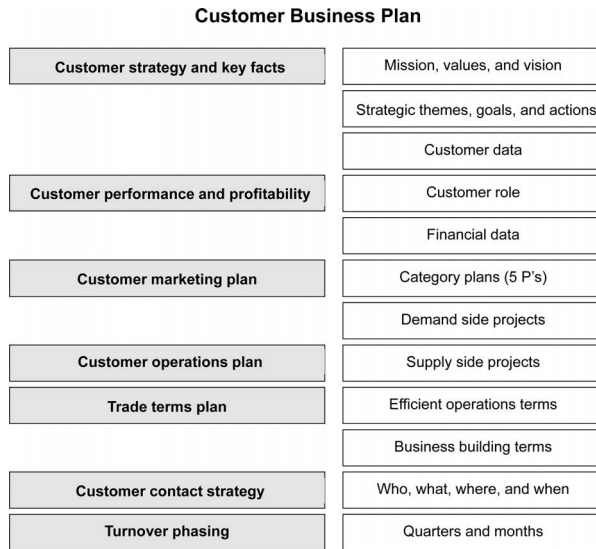 Customer Business Plan
Customer strategy and key facts
Mission, values, and vision
Strategic themes, goals, and actions
Customer data
Customer performance and profitability
Customer role
Financial data
Customer marketing plan
Category plans (5 P's)
Demand side projects
Customer operations plan
Supply side projects
Trade terms plan
Efficient operations terms
Business building terms
Customer contact strategy
Who, what, where, and when
Turnover phasing
Quarters and months